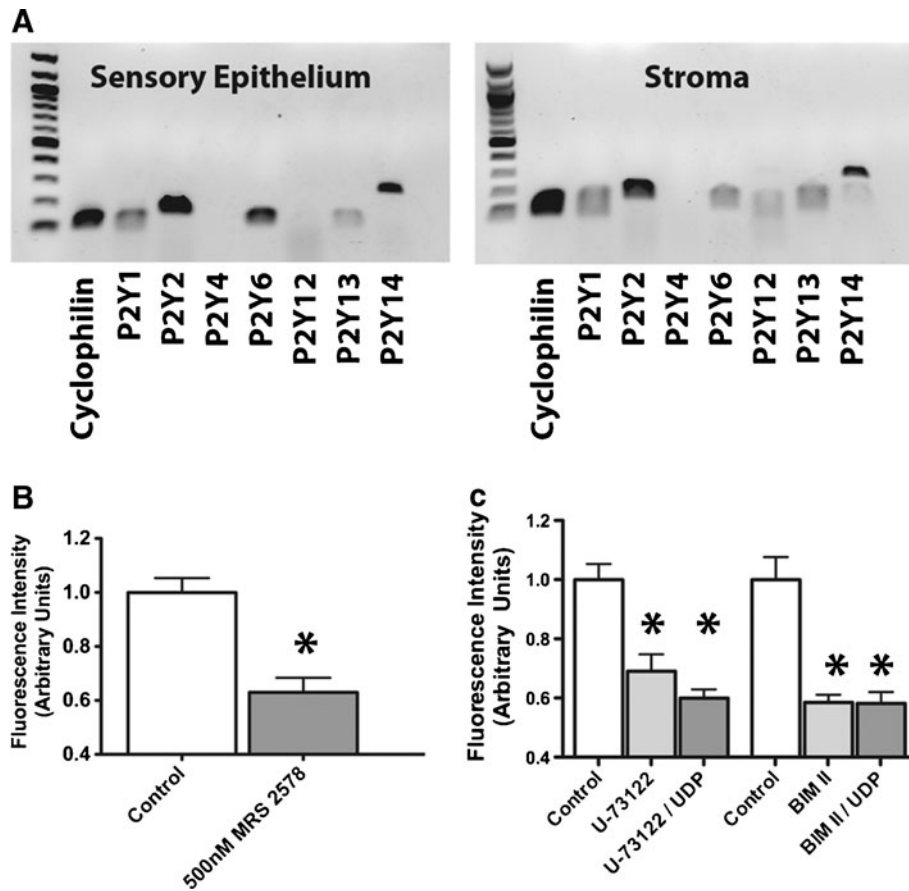 A
Sensory Epithelium
Stroma
Cyclophilin
P2Y1
P2Y2
P2Y4
P2Y6
P2Y12
P2Y13
P2Y14
Cyclophilin
P2Y1
P2Y2
P2Y4
P2Y6
P2Y12
P2Y13
P2Y14
B
Fluorescence Intensity
(Arbitrary Units)
1.2
1.0
0.8
0.6
0.4
*
Control
500nM MRS 2578
C
Fluorescence Intensity
(Arbitrary Units)
1.2
1.0
0.8
0.6
0.4
* * * *
Control
U-73122
U-73122 / UDP
Control
BIM II
BIM II / UDP